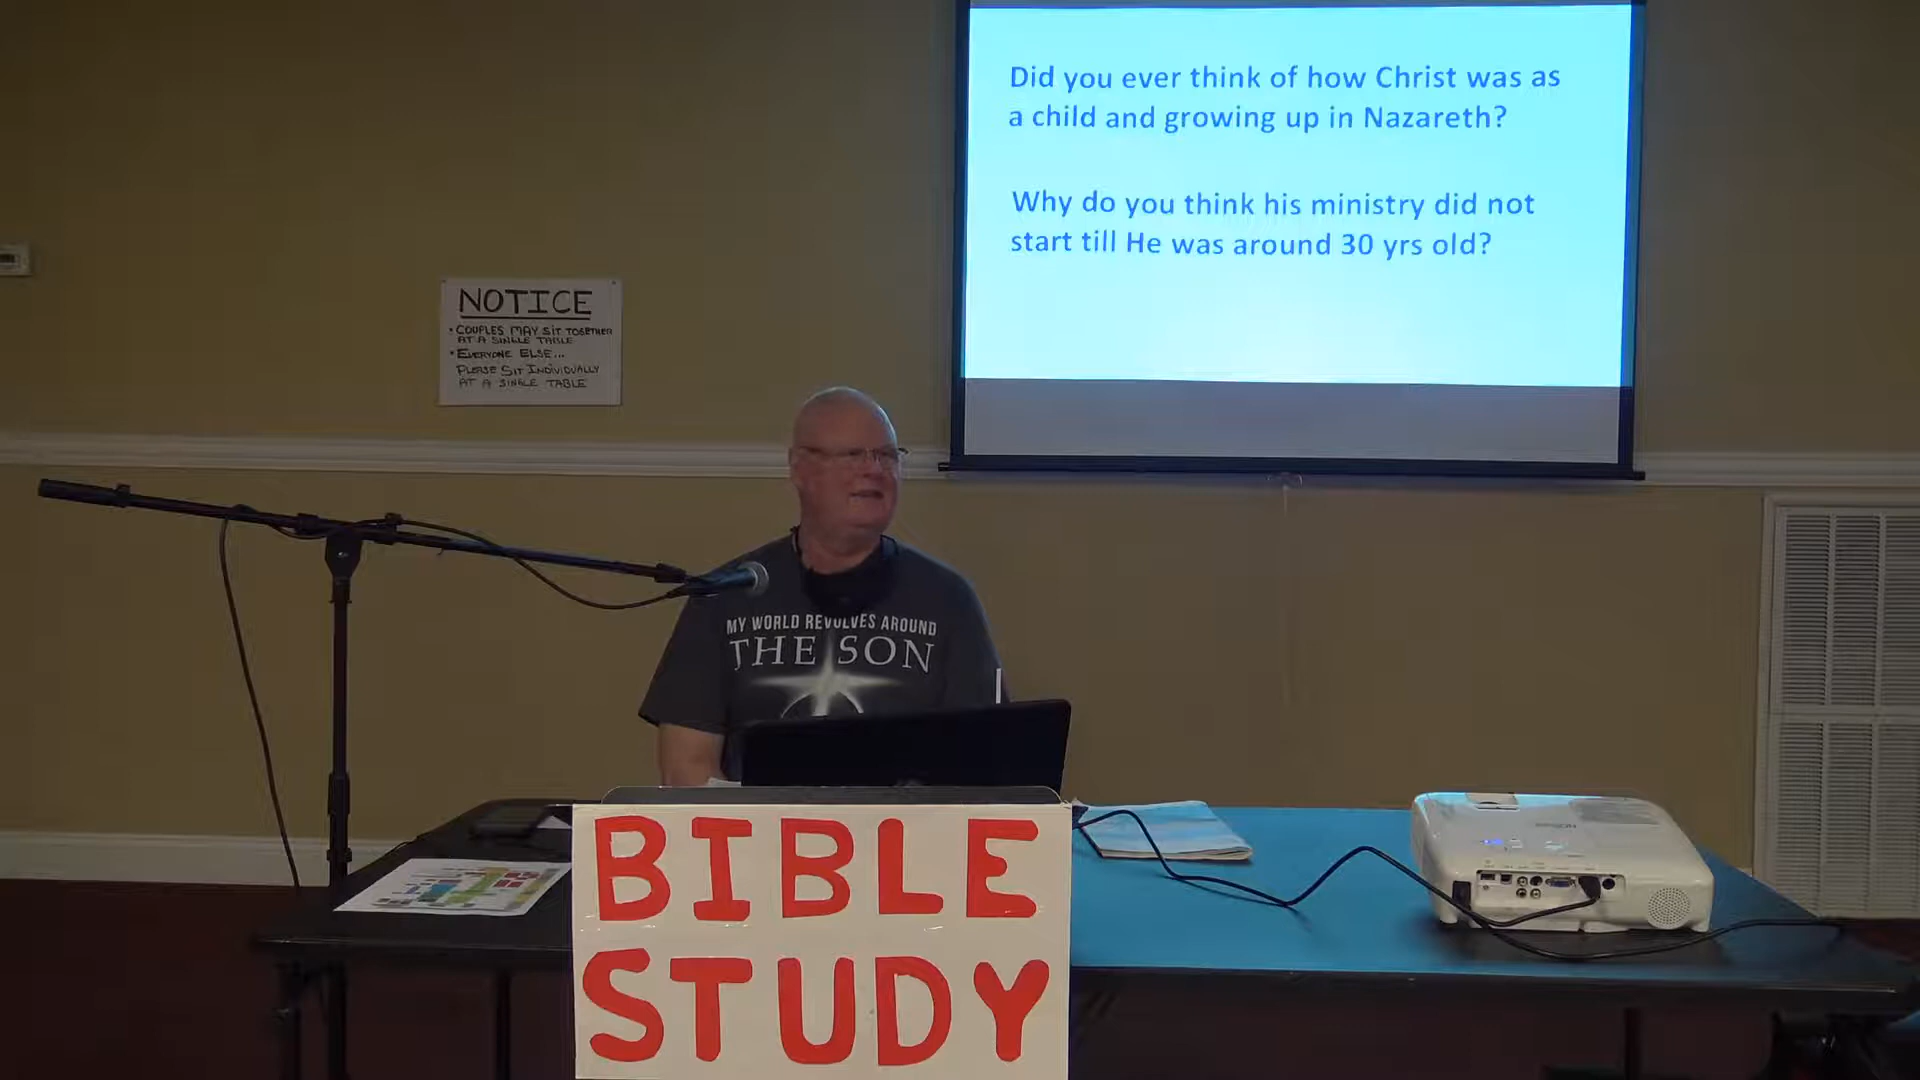 Did you ever think of how Christ was as
a child and growing up in Nazareth?
Why do you think his ministry did not
start till He was around 30 yrs old?
NOTICE
• COUPLES MAY SIT TOGETHER
AT A SINGLE TABLE
• EVERYONE ELSE...
PLEASE SIT INDIVIDUALLY
AT A SINGLE TABLE
MY WORLD REVOLVES AROUND
THE SON
BIBLE
STUDY